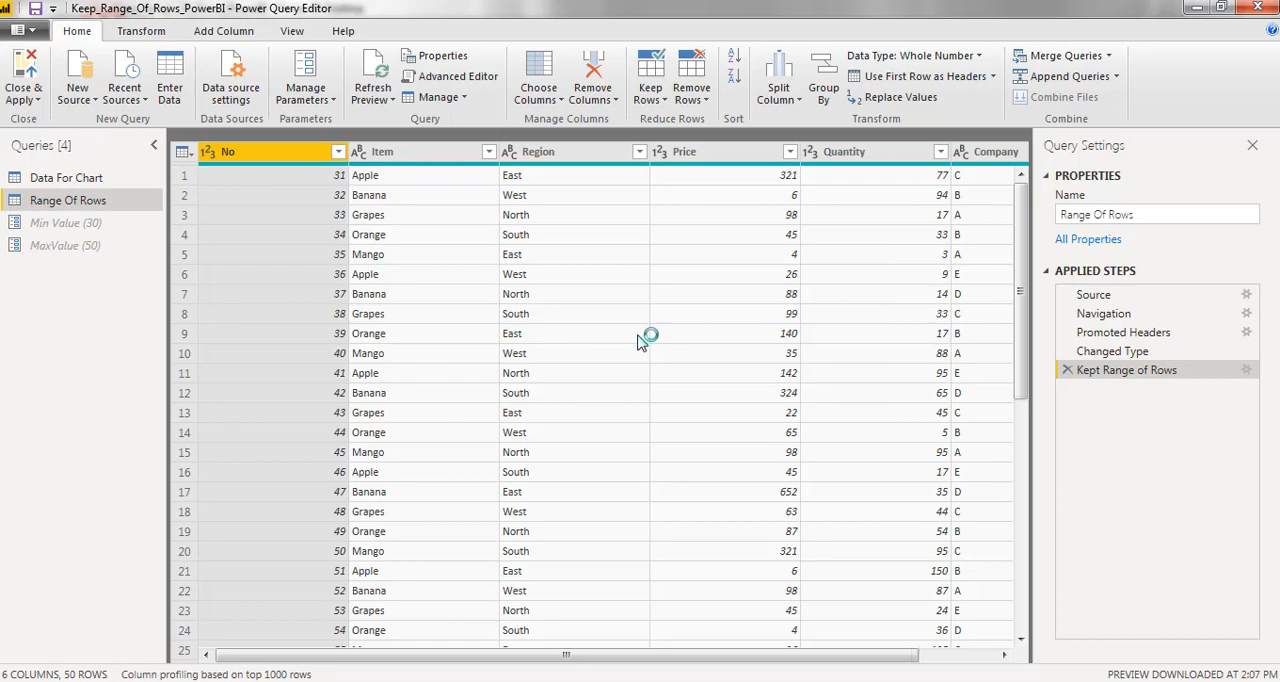 Keep_Range_Of_Rows_PowerBI - Power Query Editor
Home Transform Add Column View Help
Close & Apply
New Source
Recent Sources
Enter Data
Data source settings
Manage Parameters
Refresh Preview
Properties
Advanced Editor
Manage
Choose Columns
Remove Columns
Keep Rows
Remove Rows
Split Column
Group By
Data Type: Whole Number
Use First Row as Headers
Replace Values
Merge Queries
Append Queries
Combine Files
Close New Query Data Sources Parameters Query Manage Columns Reduce Rows Sort Transform Combine
Queries [4]
Data For Chart
Range Of Rows
Min Value (30)
MaxValue (50)
No Item Region Price Quantity Company
1 31 Apple East 321 77 C
2 32 Banana West 6 94 B
3 33 Grapes North 98 17 A
4 34 Orange South 45 33 B
5 35 Mango East 4 3 A
6 36 Apple West 26 9 E
7 37 Banana North 88 14 D
8 38 Grapes South 99 33 C
9 39 Orange East 140 17 B
10 40 Mango West 35 88 A
11 41 Apple North 142 95 E
12 42 Banana South 324 65 D
13 43 Grapes East 22 45 C
14 44 Orange West 65 5 B
15 45 Mango North 98 95 A
16 46 Apple South 45 17 E
17 47 Banana East 652 35 D
18 48 Grapes West 63 44 C
19 49 Orange North 87 54 B
20 50 Mango South 321 95 C
21 51 Apple East 6 150 B
22 52 Banana West 98 87 A
23 53 Grapes North 45 24 E
24 54 Orange South 4 36 D
25
Query Settings
PROPERTIES
Name
Range Of Rows
All Properties
APPLIED STEPS
Source
Navigation
Promoted Headers
Changed Type
Kept Range of Rows
6 COLUMNS, 50 ROWS Column profiling based on top 1000 rows PREVIEW DOWNLOADED AT 2:07 PM